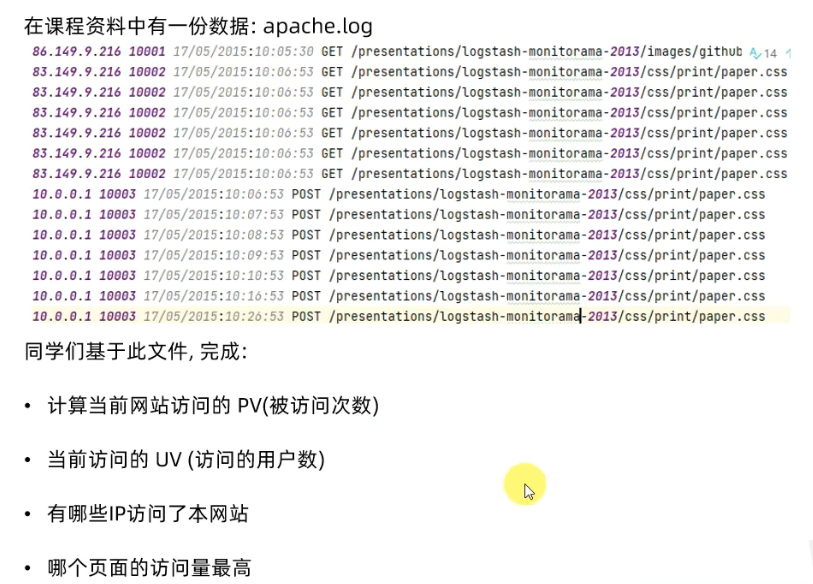 在课程资料中有一份数据: apache.log
86.149.9.216 10001 17/05/2015:10:05:30 GET /presentations/logstash-monitorama-2013/images/github 14
83.149.9.216 10002 17/05/2015:10:06:53 GET /presentations/logstash-monitorama-2013/css/print/paper.css
83.149.9.216 10002 17/05/2015:10:06:53 GET /presentations/logstash-monitorama-2013/css/print/paper.css
83.149.9.216 10002 17/05/2015:10:06:53 GET /presentations/logstash-monitorama-2013/css/print/paper.css
83.149.9.216 10002 17/05/2015:10:06:53 GET /presentations/logstash-monitorama-2013/css/print/paper.css
83.149.9.216 10002 17/05/2015:10:06:53 GET /presentations/logstash-monitorama-2013/css/print/paper.css
83.149.9.216 10002 17/05/2015:10:06:53 GET /presentations/logstash-monitorama-2013/css/print/paper.css
10.0.0.1 10003 17/05/2015:10:06:53 POST /presentations/logstash-monitorama-2013/css/print/paper.css
10.0.0.1 10003 17/05/2015:10:07:53 POST /presentations/logstash-monitorama-2013/css/print/paper.css
10.0.0.1 10003 17/05/2015:10:08:53 POST /presentations/logstash-monitorama-2013/css/print/paper.css
10.0.0.1 10003 17/05/2015:10:09:53 POST /presentations/logstash-monitorama-2013/css/print/paper.css
10.0.0.1 10003 17/05/2015:10:10:53 POST /presentations/logstash-monitorama-2013/css/print/paper.css
10.0.0.1 10003 17/05/2015:10:16:53 POST /presentations/logstash-monitorama-2013/css/print/paper.css
10.0.0.1 10003 17/05/2015:10:26:53 POST /presentations/logstash-monitorama-2013/css/print/paper.css
同学们基于此文件, 完成:
• 计算当前网站访问的 PV(被访问次数)
• 当前访问的 UV (访问的用户数)
• 有哪些IP访问了本网站
• 哪个页面的访问量最高